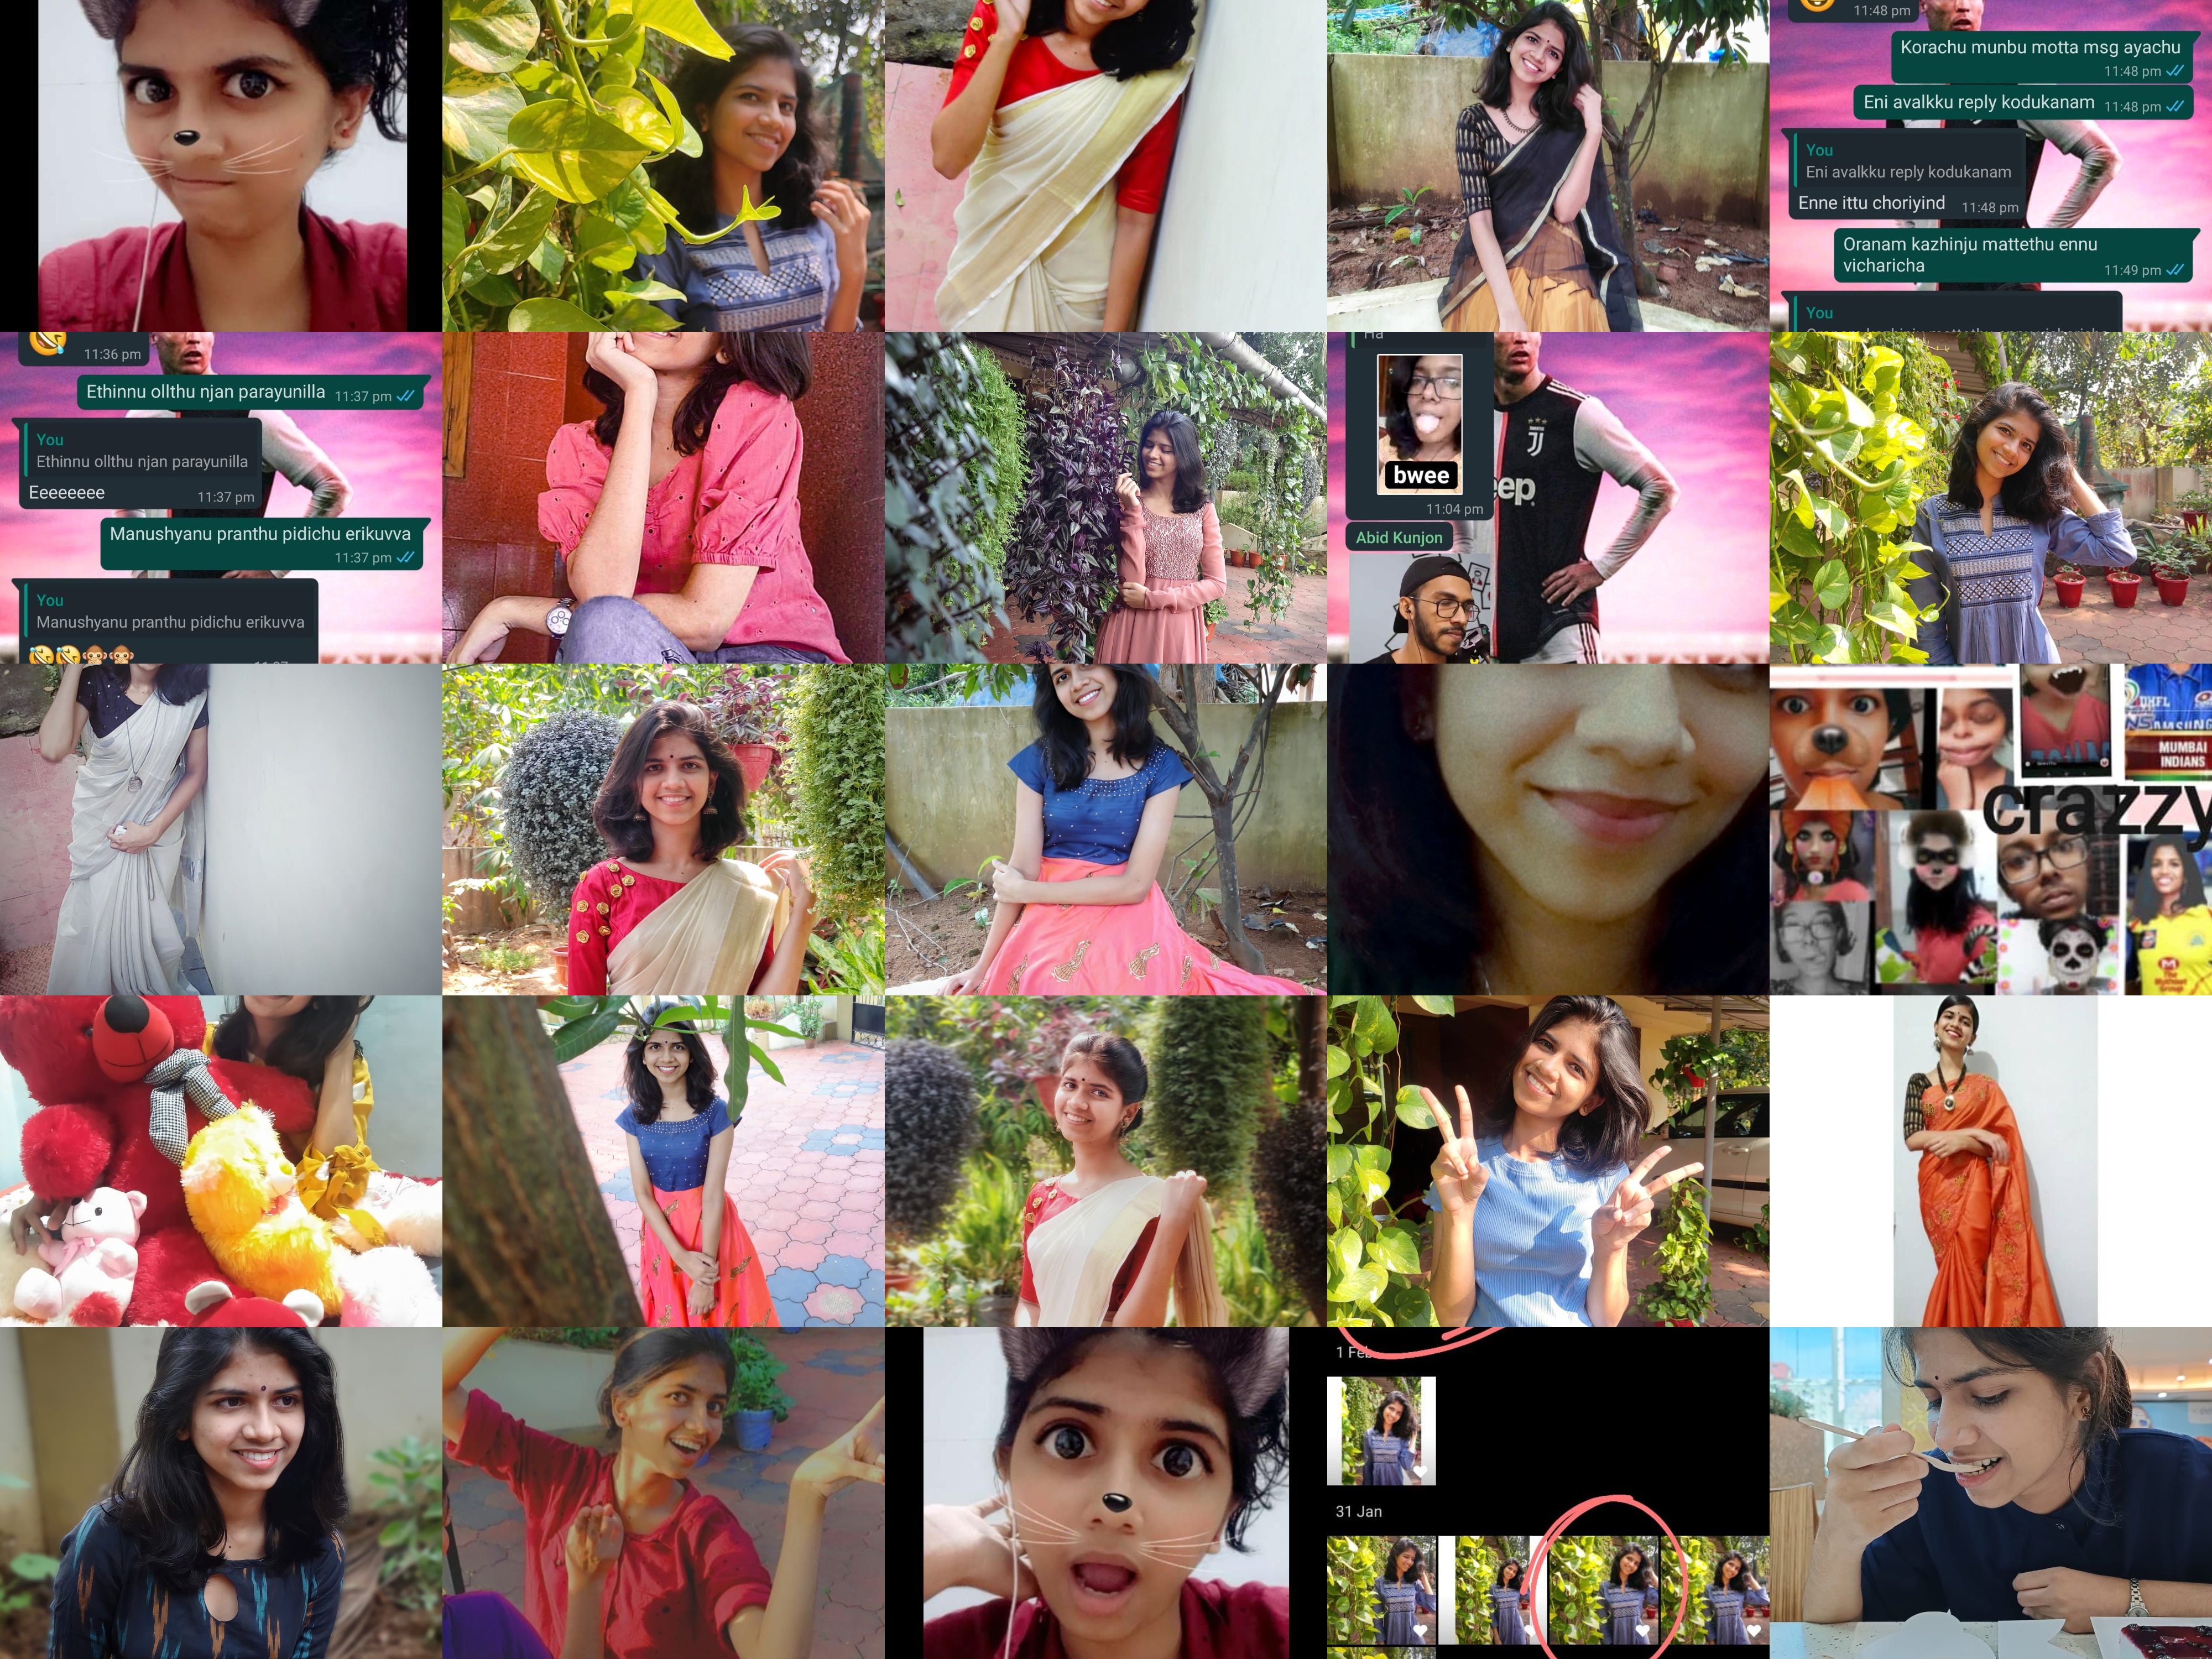 11:48 pm
Korachu munbu motta msg ayachu
11:48 pm
Eni avalkku reply kodukanam 11:48 pm
You
Eni avalkku reply kodukanam
Enne ittu choriyind 11:48 pm
Oranam kazhinju mattethu ennu
vicharicha 11:49 pm
You
11:36 pm
Ethinnu ollthu njan parayunilla 11:37 pm
You
Ethinnu ollthu njan parayunilla
Eeeeeeee 11:37 pm
Manushyanu pranthu pidichu erikuvva
11:37 pm
You
Manushyanu pranthu pidichu erikuvva
Ha
bwee
11:04 pm
Abid Kunjon
eep
DHFL
SAMSUNG
MUMBAI
INDIANS
crazzy
1 Feb
31 Jan